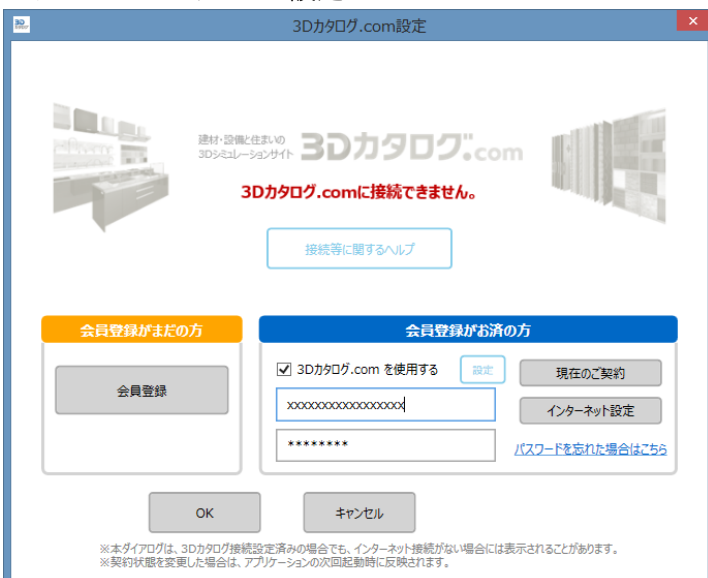 3Dカタログ.com設定
建材・設備と住まいの
3Dシミュレーションサイト
3Dカタログ.com
3Dカタログ.comに接続できません。
接続等に関するヘルプ
会員登録がまだの方
会員登録
会員登録がお済の方
3Dカタログ.com を使用する
設定
現在のご契約
xxxxxxxxxxxxxxxxx
インターネット設定
********
パスワードを忘れた場合はこちら
OK
キャンセル
※本ダイアログは、3Dカタログ接続設定済みの場合でも、インターネット接続がない場合には表示されることがあります。
※契約状態を変更した場合は、アプリケーションの次回起動時に反映されます。